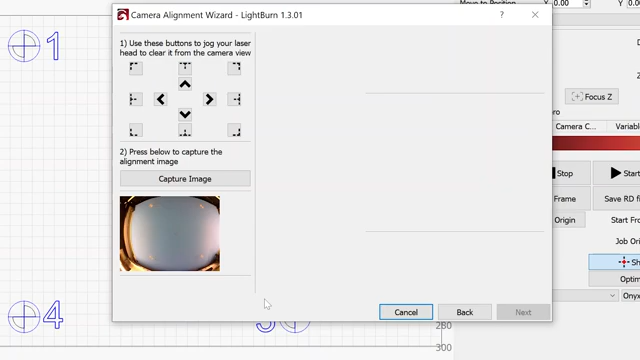 Camera Alignment Wizard - LightBurn 1.3.01
?
Move to Position
0.00
Y
0.00
1
1) Use these buttons to jog your laser
head to clear it from the camera view
Focus Z
Camera C...
Variable
2) Press below to capture the
alignment image
Stop
Start
Capture Image
Frame
Save RD fi
Origin
Start Fro
Job Ori
Sh
Optim
Onyx
4
3
Cancel
Back
Next
280
300